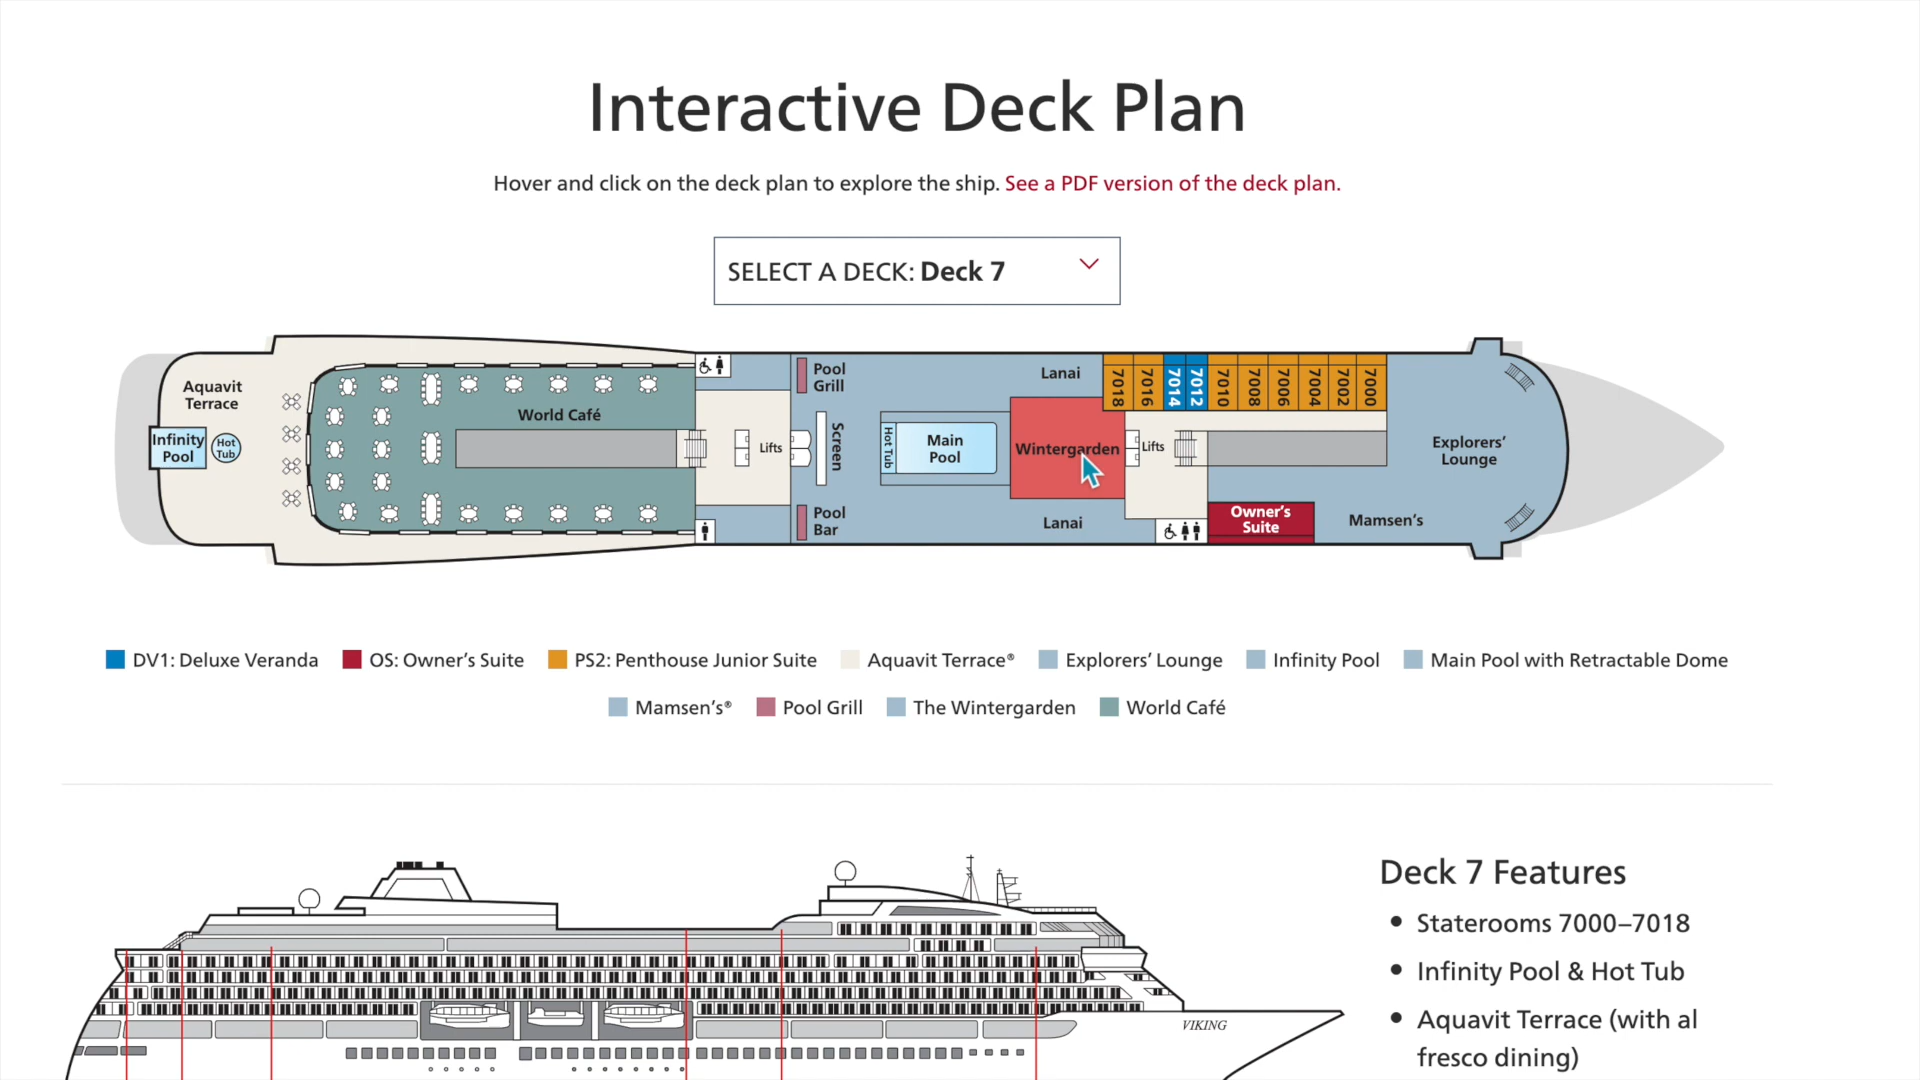 Interactive Deck Plan
Hover and click on the deck plan to explore the ship. See a PDF version of the deck plan.
SELECT A DECK: Deck 7
Aquavit
Terrace
Infinity
Pool
Hot
Tub
World Café
Lifts
Pool
Grill
Screen
Pool
Bar
Hot Tub
Main
Pool
Lanai
Wintergarden
Lanai
Lifts
7018
7016
7014
7012
7010
7008
7006
7004
7002
7000
Owner's
Suite
Mamsen's
Explorers'
Lounge
DV1: Deluxe Veranda
OS: Owner's Suite
PS2: Penthouse Junior Suite
Aquavit Terrace®
Explorers' Lounge
Infinity Pool
Main Pool with Retractable Dome
Mamsen's®
Pool Grill
The Wintergarden
World Café
VIKING
Deck 7 Features
• Staterooms 7000–7018
• Infinity Pool & Hot Tub
• Aquavit Terrace (with al
fresco dining)